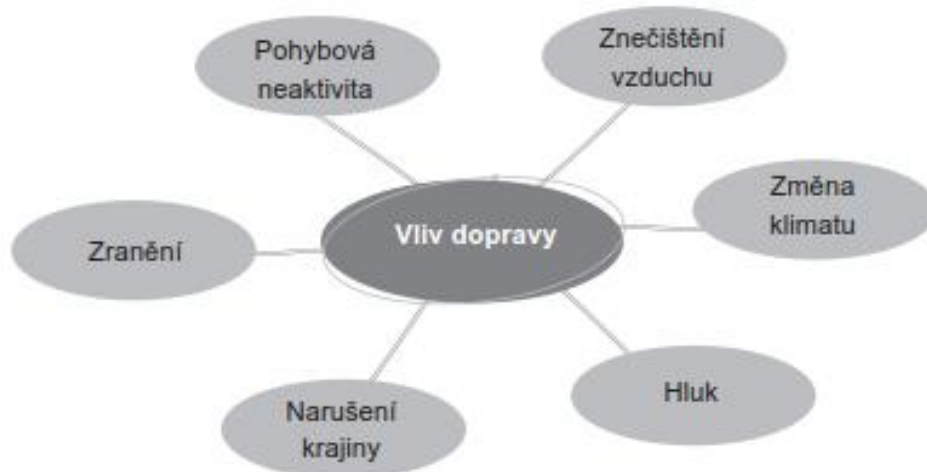 Pohybová
neaktivita
Znečištění
vzduchu
Změna
klimatu
Vliv dopravy
Zranění
Hluk
Narušení
krajiny